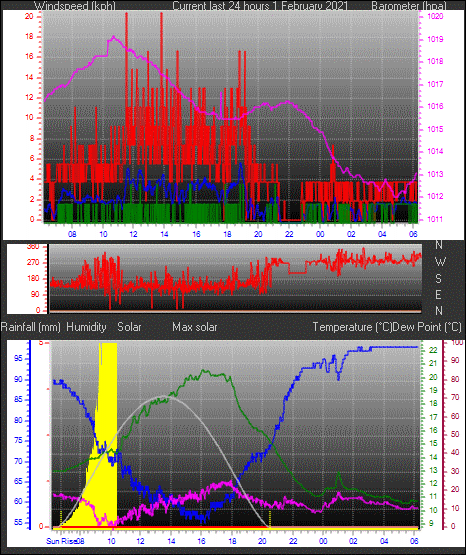 Windspeed (kph) Current last 24 hours 1 February 2021 Barometer (hpa)
20 1020
18 1019
16 1018
14 1017
12 1016
10 1015
8 1014
6
4 1013
2 1012
0 1011
08 10 12 14 16 18 20 22 00 02 04 06
360 N
270 W
180 S
90 E
0 N
Rainfall (mm) Humidity Solar Max solar Temperature (°C) Dew Point (°C)
95 22 100
90 21 90
85 20 80
80 19 70
75 18 60
70 16 50
65 15 40
60 13 30
55 12 20
11 10
10 0
9
Sun Rise 08 10 12 14 16 18 20 22 00 02 04 06